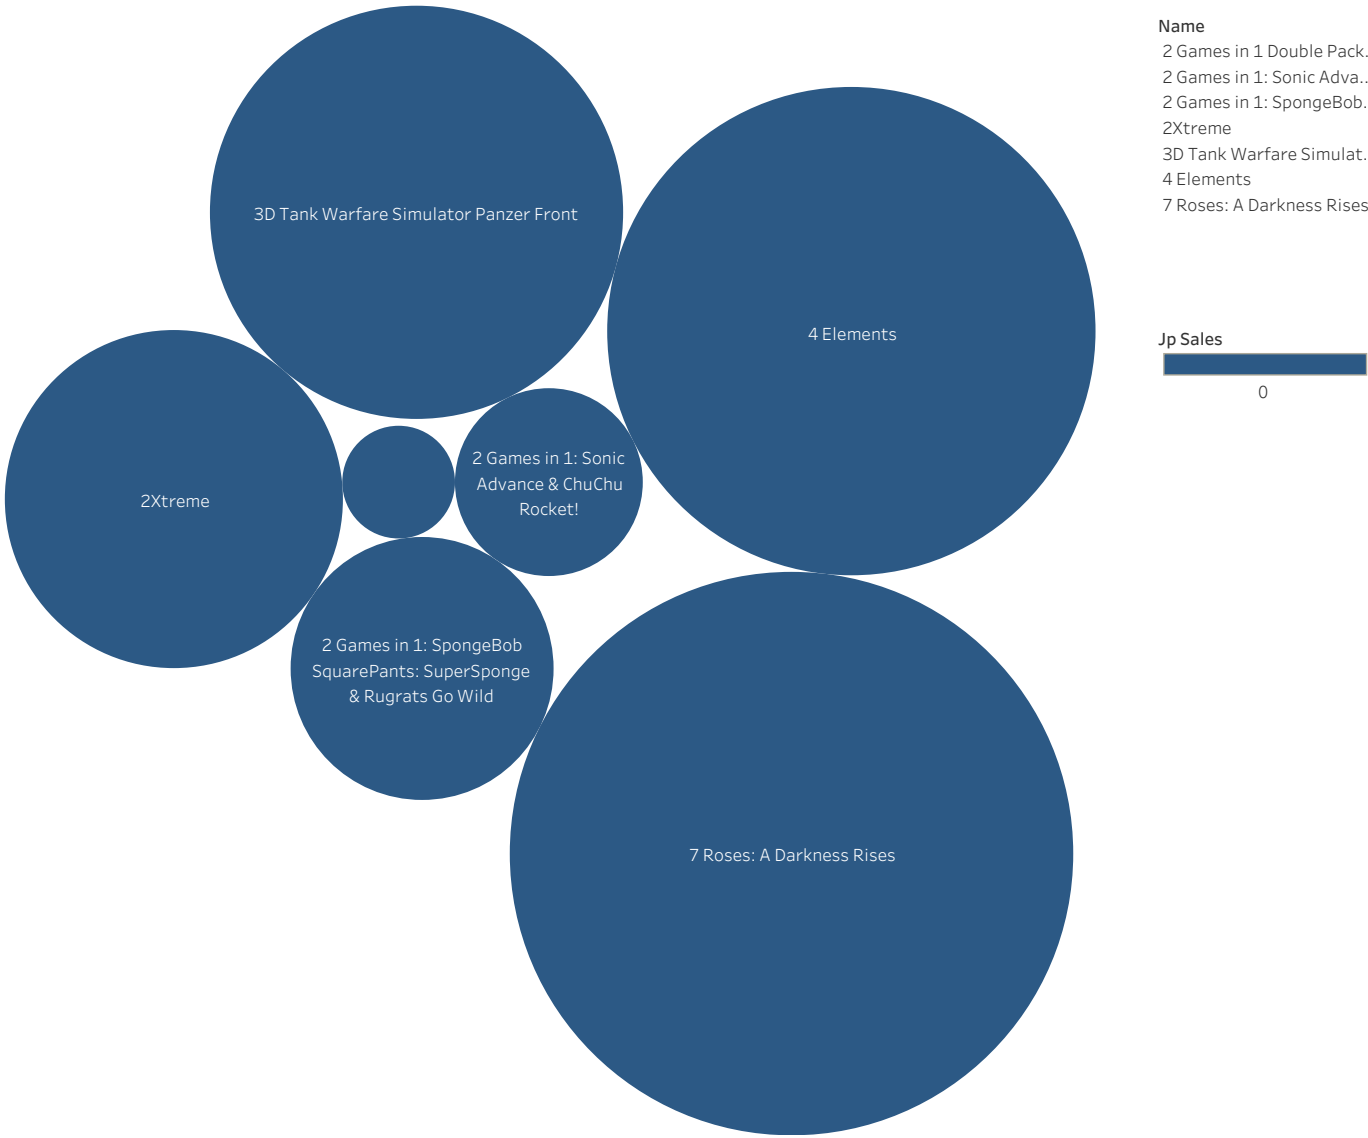 Name
2 Games in 1 Double Pack.
2 Games in 1: Sonic Adva..
2 Games in 1: SpongeBob.
2Xtreme
3D Tank Warfare Simulat.
4 Elements
7 Roses: A Darkness Rises
Jp Sales
0
3D Tank Warfare Simulator Panzer Front
4 Elements
2 Games in 1: Sonic
Advance & ChuChu
Rocket!
2Xtreme
2 Games in 1: SpongeBob
SquarePants: SuperSponge
& Rugrats Go Wild
7 Roses: A Darkness Rises